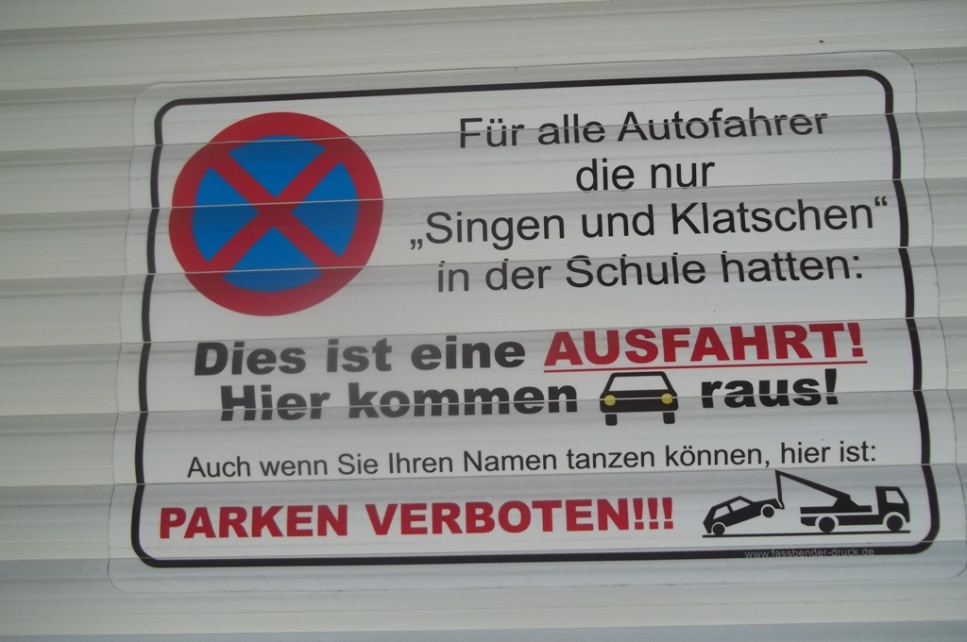 Für alle Autofahrer
die nur
„Singen und Klatschen“
in der Schule hatten:
Dies ist eine AUSFAHRT!
Hier kommen raus!
Auch wenn Sie Ihren Namen tanzen können, hier ist:
PARKEN VERBOTEN!!!
www.fassbender-druck.de